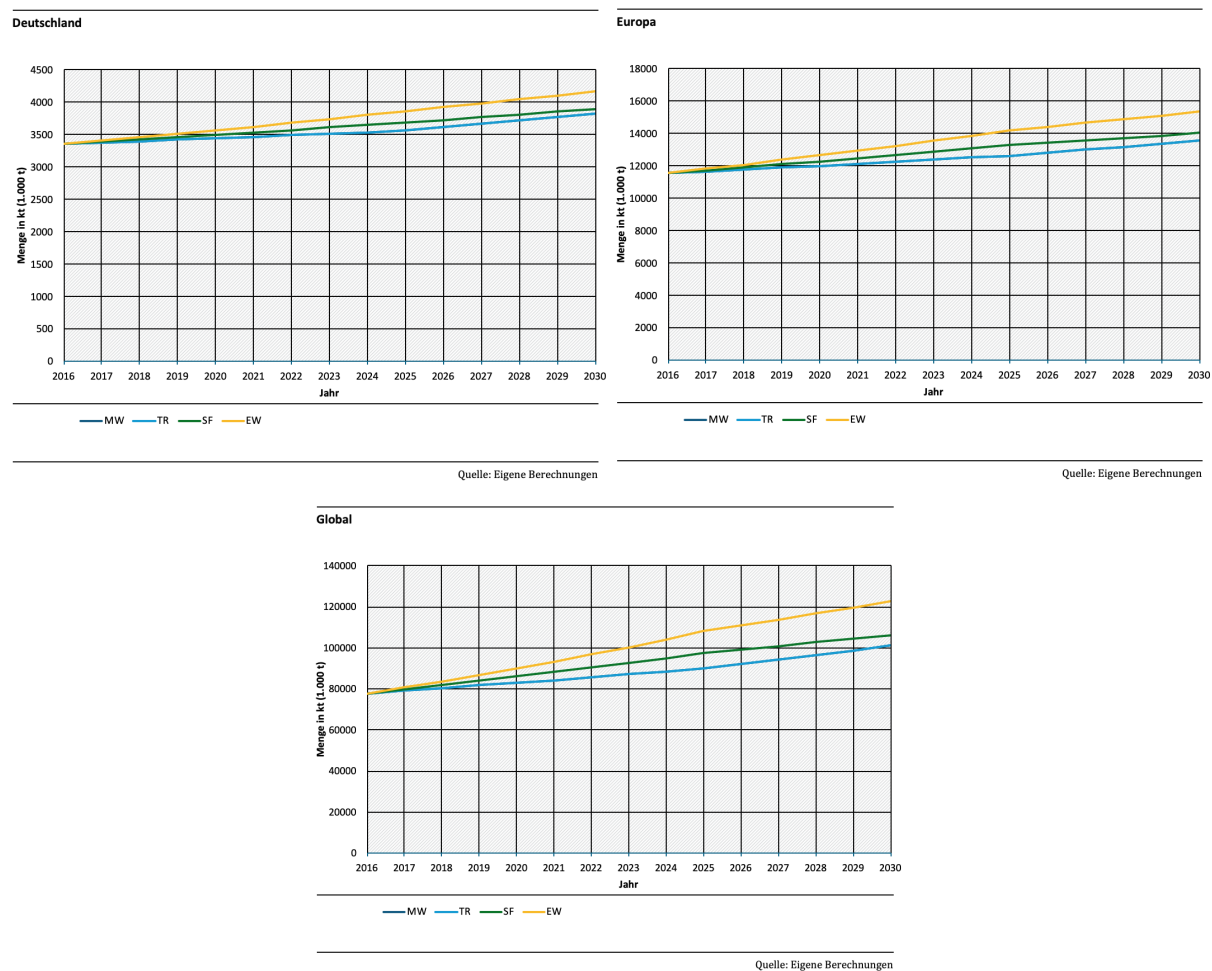 Deutschland
4500
4000
3500
3000
2500
2000
1500
1000
500
0
Menge in kt (1.000 t)
2016 2017 2018 2019 2020 2021 2022 2023 2024 2025 2026 2027 2028 2029 2030
Jahr
MW TR SF EW
Quelle: Eigene Berechnungen
Europa
18000
16000
14000
12000
10000
8000
6000
4000
2000
0
Menge in kt (1.000 t)
2016 2017 2018 2019 2020 2021 2022 2023 2024 2025 2026 2027 2028 2029 2030
Jahr
MW TR SF EW
Quelle: Eigene Berechnungen
Global
140000
120000
100000
80000
60000
40000
20000
0
Menge in kt (1.000 t)
2016 2017 2018 2019 2020 2021 2022 2023 2024 2025 2026 2027 2028 2029 2030
Jahr
MW TR SF EW
Quelle: Eigene Berechnungen